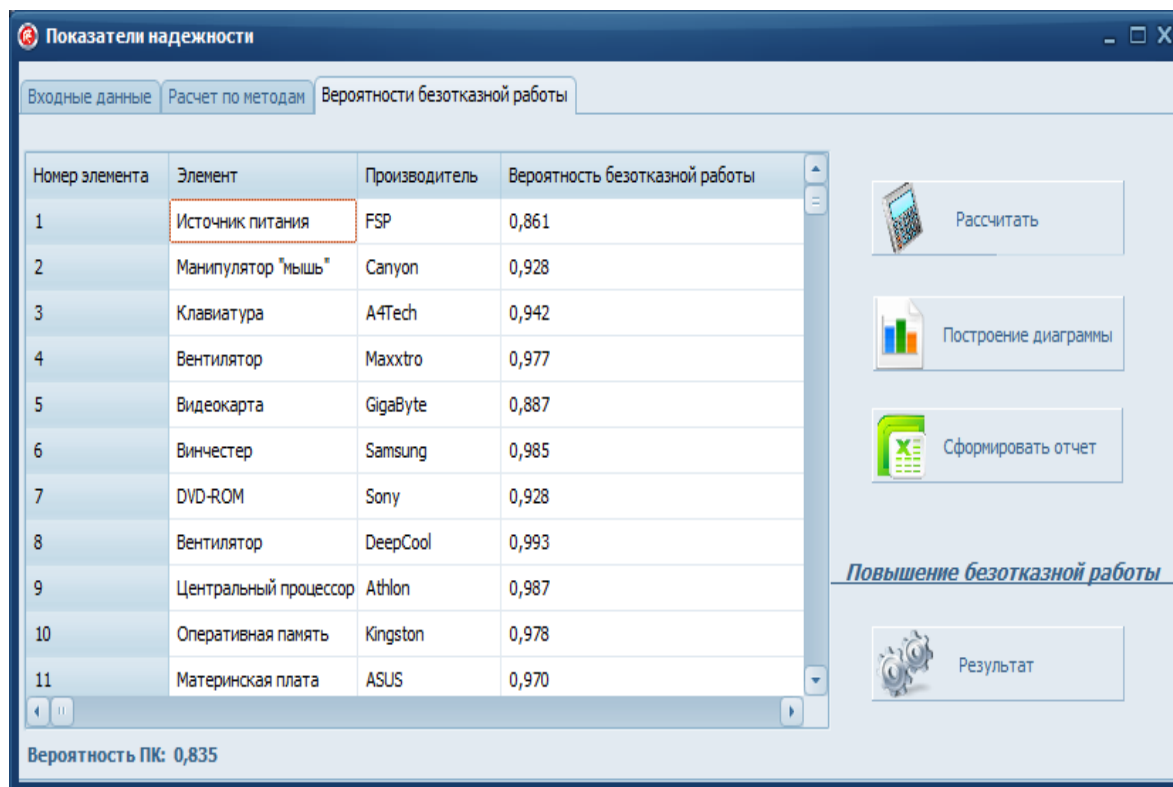 Показатели надежности
Входные данные Расчет по методам Вероятности безотказной работы
Номер элемента Элемент Производитель Вероятность безотказной работы
1 Источник питания FSP 0,861
2 Манипулятор "мышь" Canyon 0,928
3 Клавиатура A4Tech 0,942
4 Вентилятор Maxxtro 0,977
5 Видеокарта GigaByte 0,887
6 Винчестер Samsung 0,985
7 DVD-ROM Sony 0,928
8 Вентилятор DeepCool 0,993
9 Центральный процессор Athlon 0,987
10 Оперативная память Kingston 0,978
11 Материнская плата ASUS 0,970
Вероятность ПК: 0,835
Рассчитать
Построение диаграммы
Сформировать отчет
Повышение безотказной работы
Результат